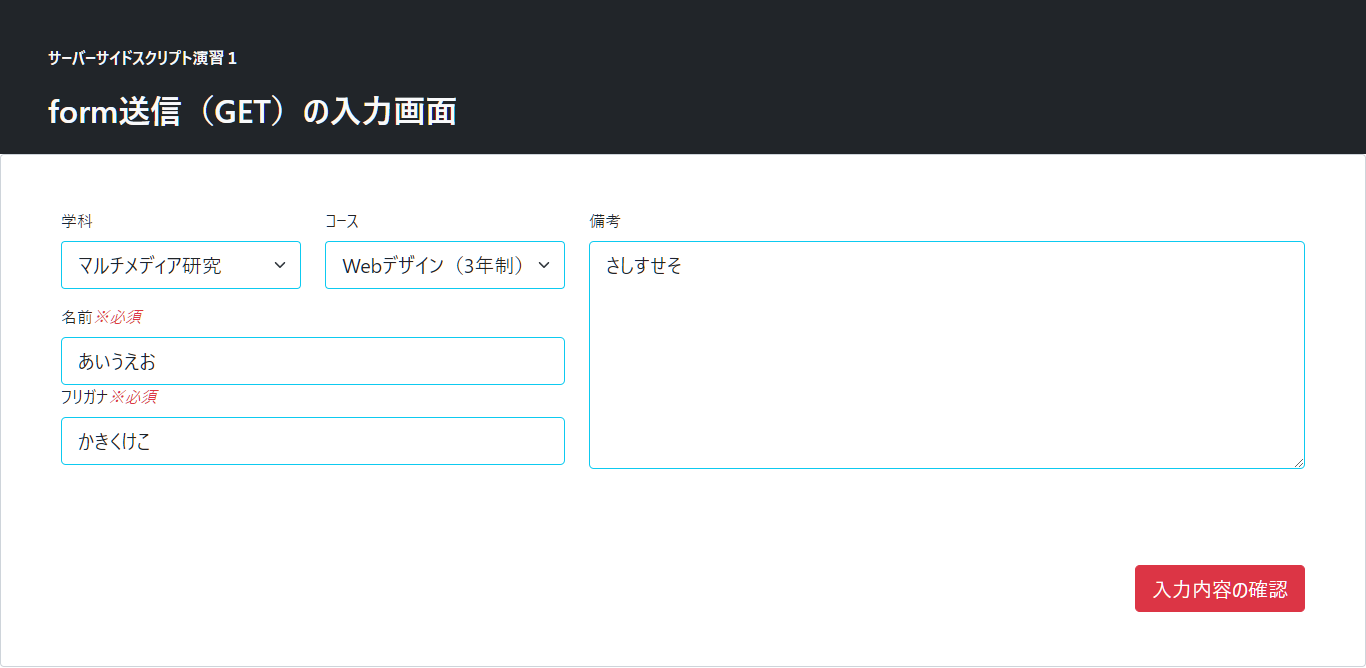 サーバーサイドスクリプト演習 1
form送信（GET）の入力画面
学科
コース
備考
マルチメディア研究
Webデザイン（3年制）
さしすせそ
名前※必須
あいうえお
フリガナ※必須
かきくけこ
入力内容の確認